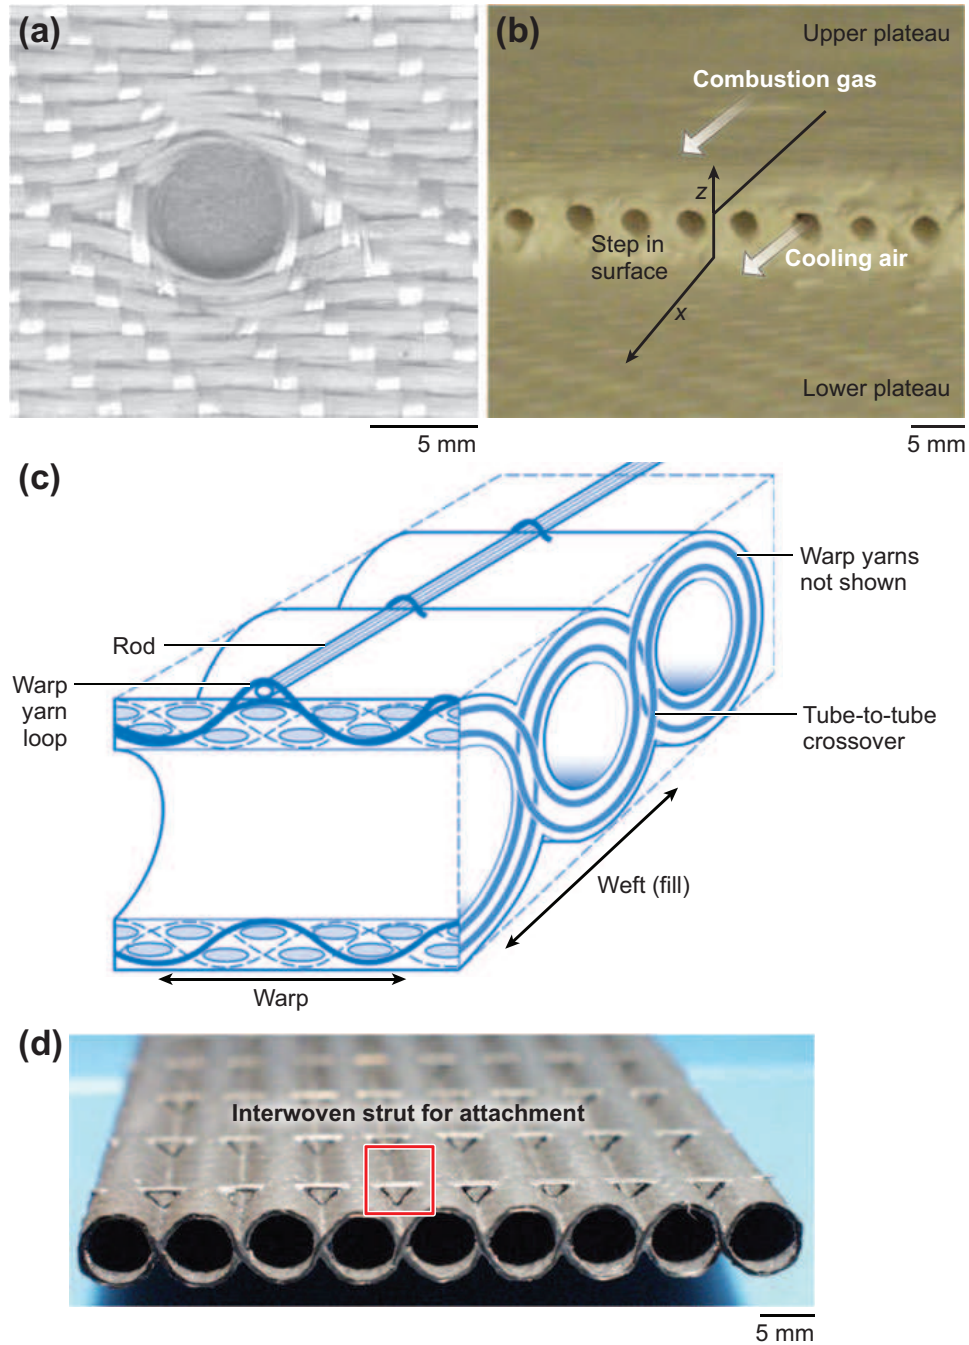 (a)
(b)
Upper plateau
Combustion gas
z
Step in
surface
Cooling air
x
Lower plateau
5 mm
5 mm
(c)
Warp yarns
not shown
Rod
Warp
yarn
loop
Tube-to-tube
crossover
Weft (fill)
Warp
(d)
Interwoven strut for attachment
5 mm